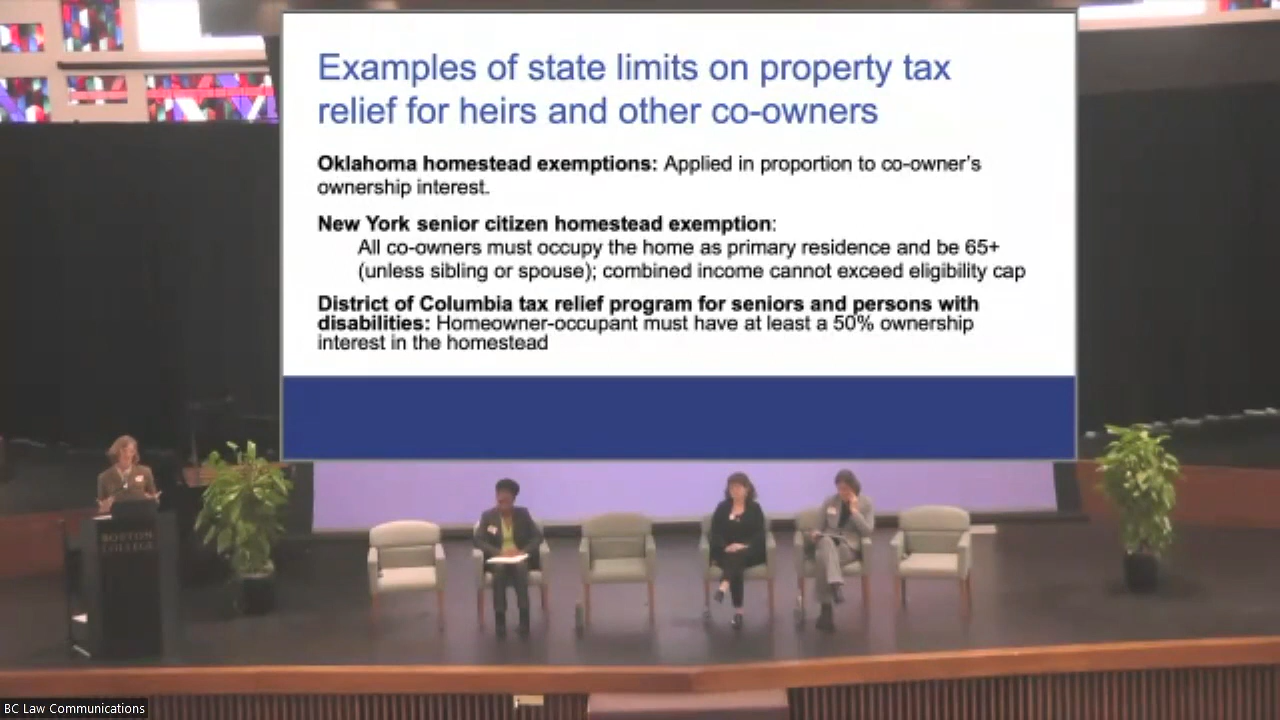 Examples of state limits on property tax
relief for heirs and other co-owners
Oklahoma homestead exemptions: Applied in proportion to co-owner's
ownership interest.
New York senior citizen homestead exemption:
All co-owners must occupy the home as primary residence and be 65+
(unless sibling or spouse); combined income cannot exceed eligibility cap
District of Columbia tax relief program for seniors and persons with
disabilities: Homeowner-occupant must have at least a 50% ownership
interest in the homestead
BOSTON
COLLEGE
BC Law Communications